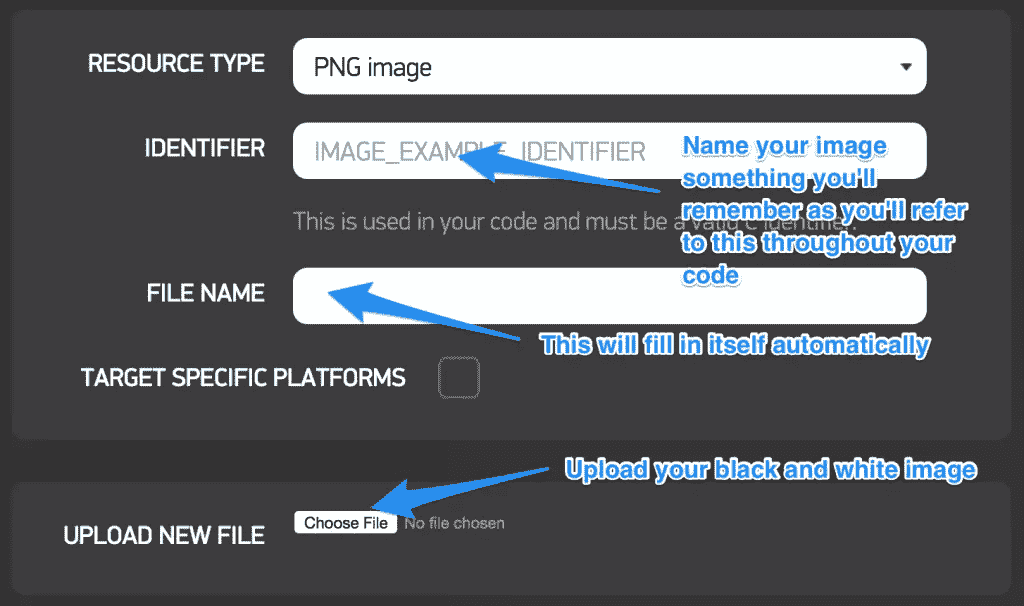 RESOURCE TYPE
PNG image
IDENTIFIER
IMAGE_EXAMPLE_IDENTIFIER
Name your image
something you'll
remember as you'll refer
to this throughout your
code
This is used in your code and must be a valid C identifier.
FILE NAME
This will fill in itself automatically
TARGET SPECIFIC PLATFORMS
Upload your black and white image
UPLOAD NEW FILE
Choose File No file chosen